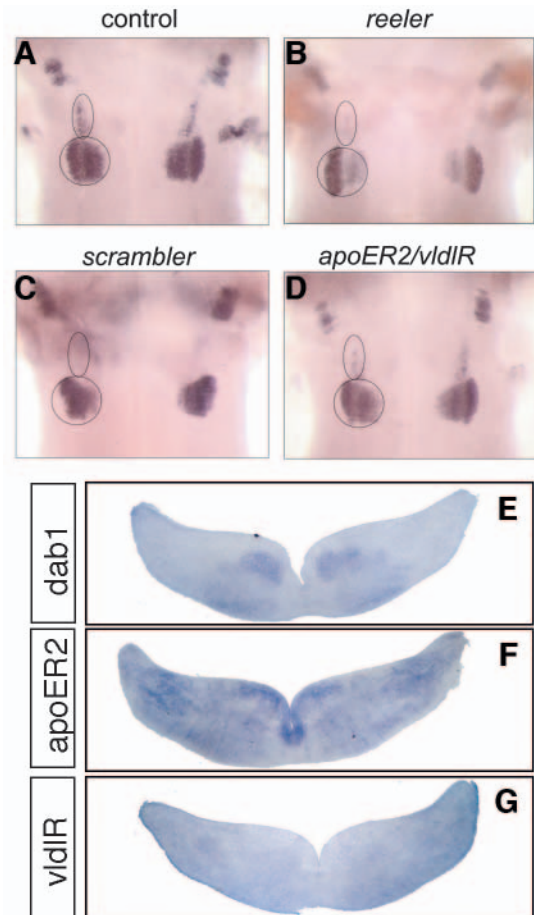 control
reeler
A
B
scrambler
apoER2/vldlR
C
D
dab1
E
apoER2
F
vldlR
G